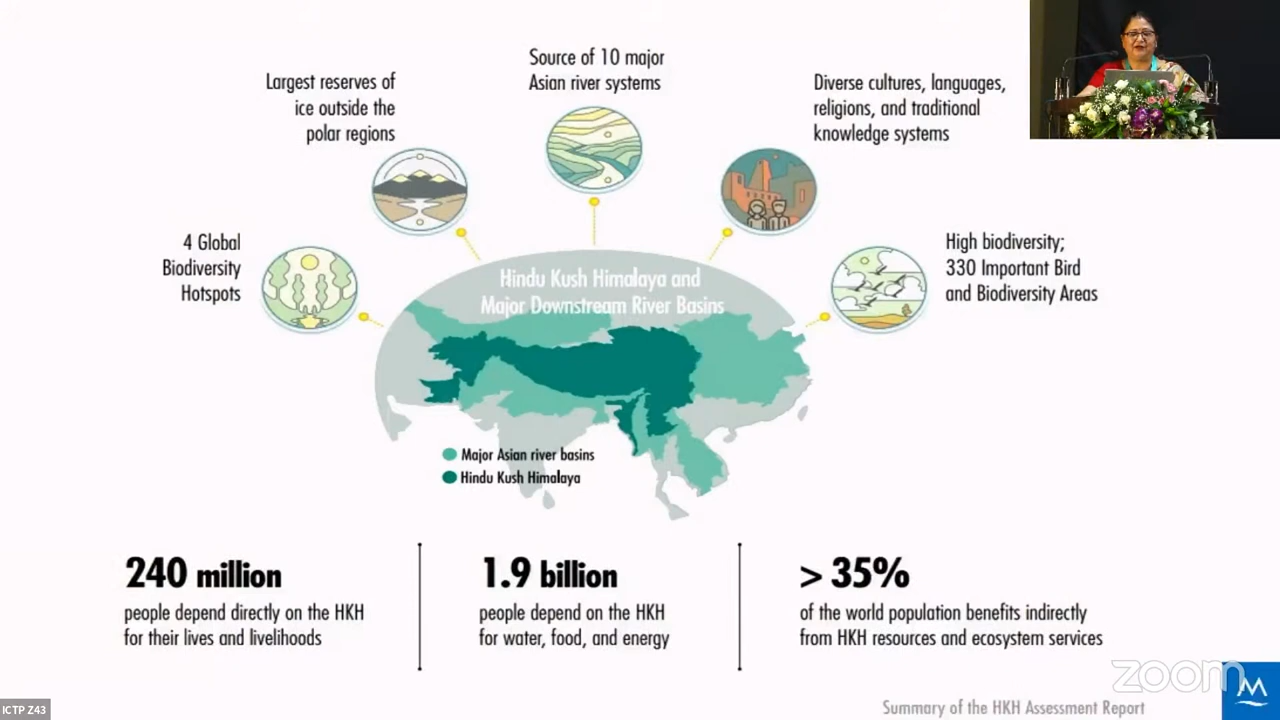 Source of 10 major
Asian river systems
Largest reserves of
ice outside the
polar regions
Diverse cultures, languages,
religions, and traditional
knowledge systems
4 Global
Biodiversity
Hotspots
High biodiversity;
330 Important Bird
and Biodiversity Areas
Hindu Kush Himalaya and
Major Downstream River Basins
Major Asian river basins
Hindu Kush Himalaya
240 million
people depend directly on the HKH
for their lives and livelihoods
1.9 billion
people depend on the HKH
for water, food, and energy
> 35%
of the world population benefits indirectly
from HKH resources and ecosystem services
zoom
Summary of the HKH Assessment Report
ICTP Z43